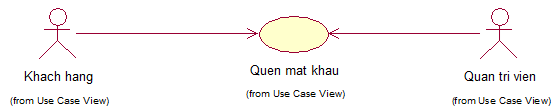 Khach hang
(from Use Case View)
Quen mat khau
(from Use Case View)
Quan tri vien
(from Use Case View)